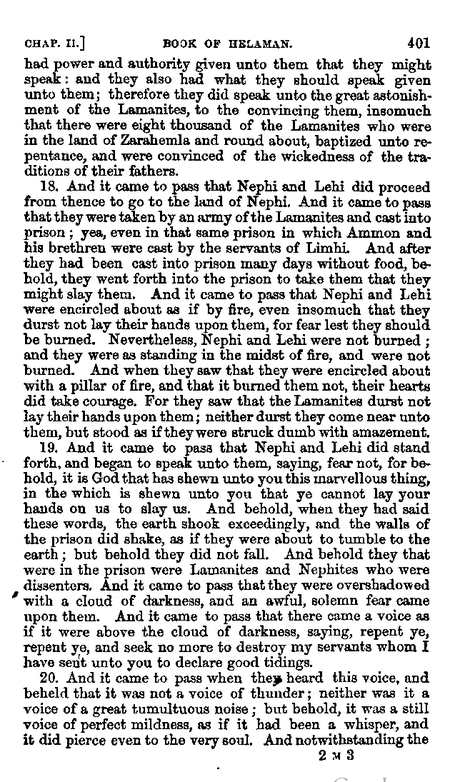 CHAP. II.] BOOK OF HELAMAN. 401
had power and authority given unto them that they might
speak: and they also had what they should speak given
unto them; therefore they did speak unto the great astonish-
ment of the Lamanites, to the convincing them, insomuch
that there were eight thousand of the Lamanites who were
in the land of Zarahemla and round about, baptized unto re-
pentance, and were convinced of the wickedness of the tra-
ditions of their fathers.
18. And it came to pass that Nephi and Lehi did proceed
from thence to go to the land of Nephi. And it came to pass
that they were taken by an army of the Lamanites and cast into
prison; yea, even in that same prison in which Ammon and
his brethren were cast by the servants of Limhi. And after
they had been cast into prison many days without food, be-
hold, they went forth into the prison to take them that they
might slay them. And it came to pass that Nephi and Lehi
were encircled about as if by fire, even insomuch that they
durst not lay their hands upon them, for fear lest they should
be burned. Nevertheless, Nephi and Lehi were not burned;
and they were as standing in the midst of fire, and were not
burned. And when they saw that they were encircled about
with a pillar of fire, and that it burned them not, their hearts
did take courage. For they saw that the Lamanites durst not
lay their hands upon them; neither durst they come near unto
them, but stood as if they were struck dumb with amazement.
19. And it came to pass that Nephi and Lehi did stand
forth, and began to speak unto them, saying, fear not, for be-
hold, it is God that has shewn unto you this marvellous thing,
in the which is shewn unto you that ye cannot lay your
hands on us to slay us. And behold, when they had said
these words, the earth shook exceedingly, and the walls of
the prison did shake, as if they were about to tumble to the
earth; but behold they did not fall. And behold they that
were in the prison were Lamanites and Nephites who were
dissenters. And it came to pass that they were overshadowed
with a cloud of darkness, and an awful, solemn fear came
upon them. And it came to pass that there came a voice as
if it were above the cloud of darkness, saying, repent ye,
repent ye, and seek no more to destroy my servants whom I
have sent unto you to declare good tidings.
20. And it came to pass when they heard this voice, and
beheld that it was not a voice of thunder; neither was it a
voice of a great tumultuous noise; but behold, it was a still
voice of perfect mildness, as if it had been a whisper, and
it did pierce even to the very soul. And notwithstanding the
2 M 3